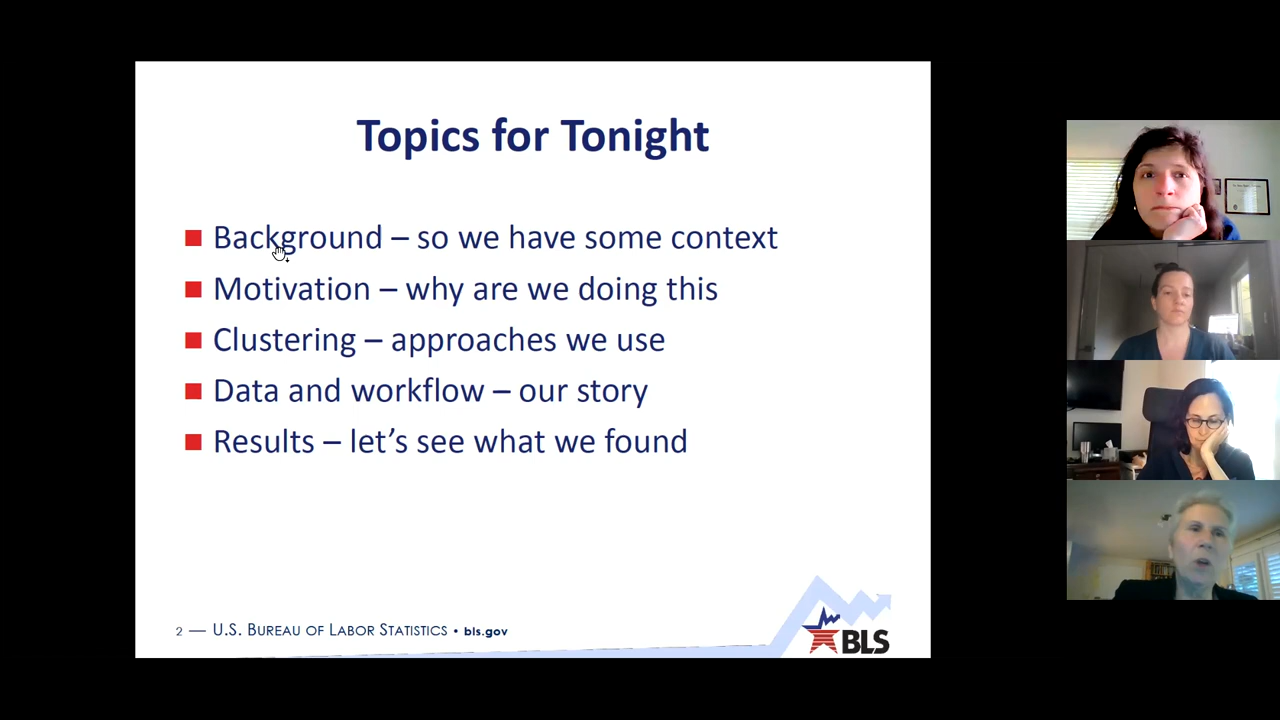 Topics for Tonight
Background – so we have some context
Motivation – why are we doing this
Clustering – approaches we use
Data and workflow – our story
Results – let's see what we found
2 — U.S. BUREAU OF LABOR STATISTICS • bls.gov
BLS